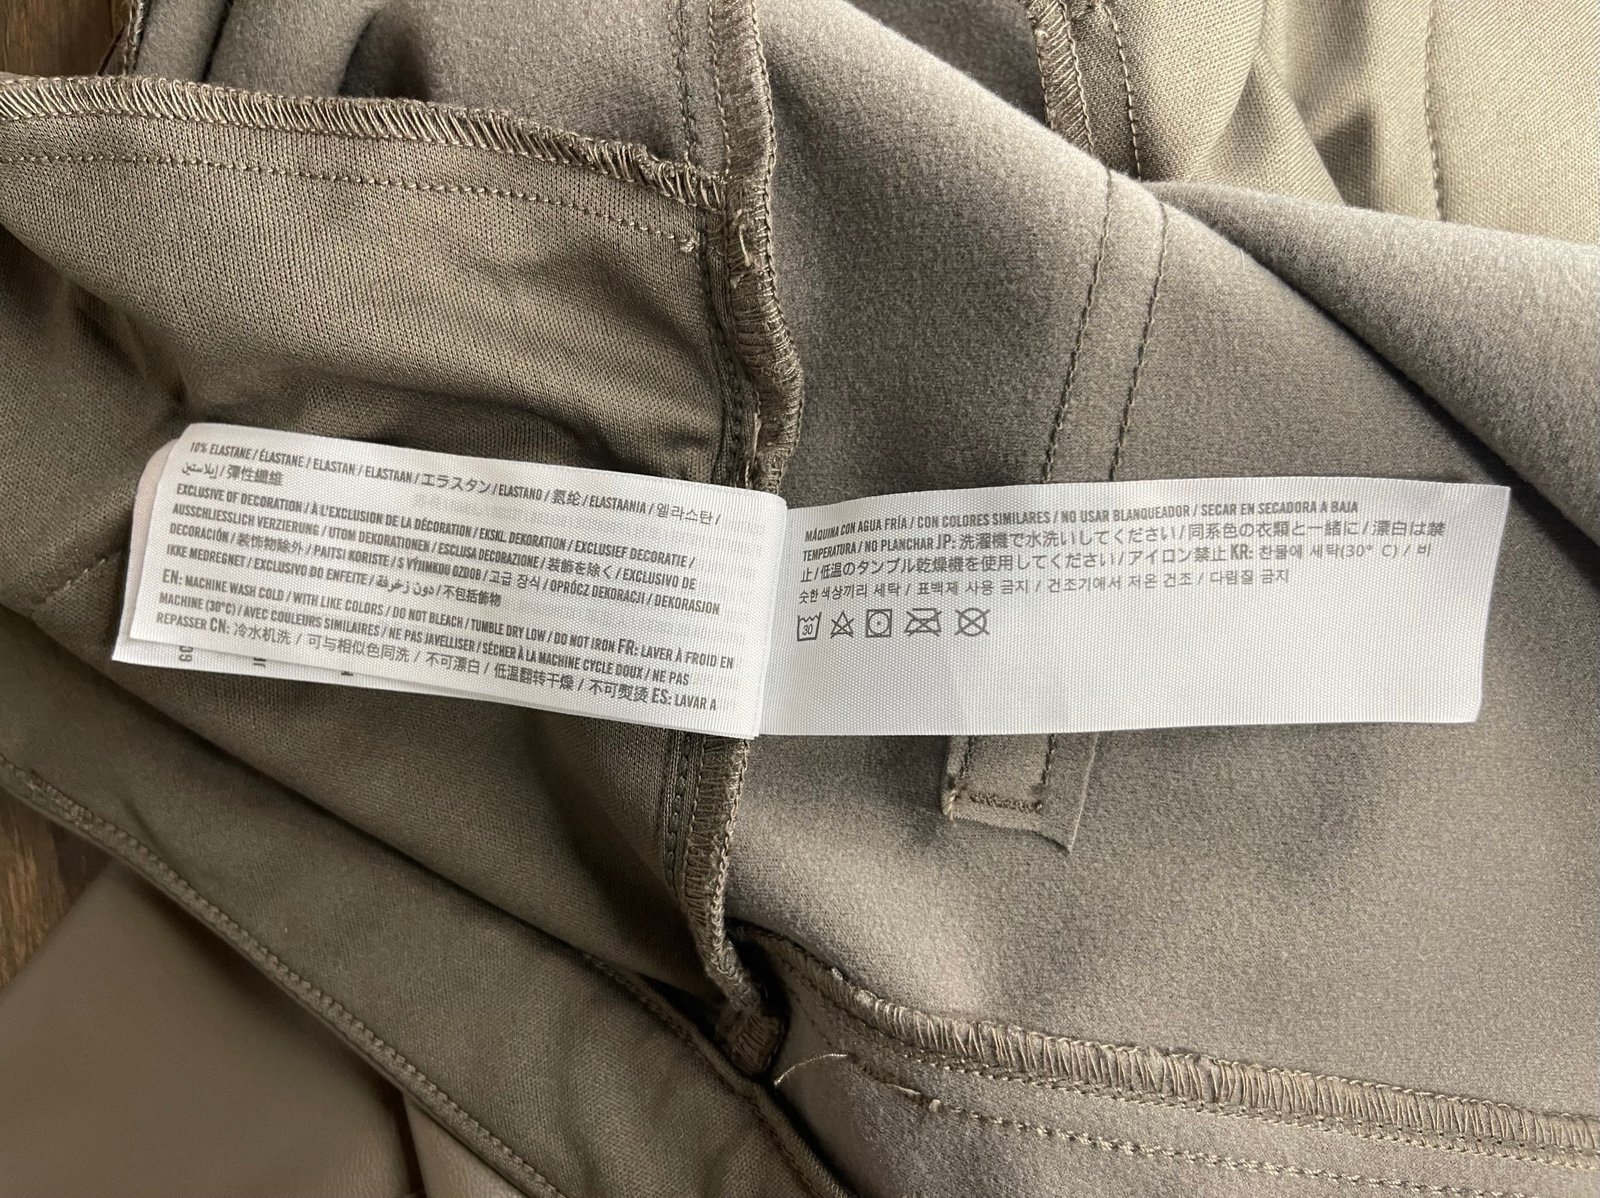 10% ELASTANE / ÉLASTANE / ELASTAN / ELASTAAN / エラスタン / ELASTANO / 氨纶 / ELASTAANIA / 엘라스탄 /
إيلاستين / 彈性纖維
EXCLUSIVE OF DECORATION / À L'EXCLUSION DE LA DÉCORATION / EKSKL. DEKORATION / EXCLUSIEF DECORATIE /
AUSSCHLIESSLICH VERZIERUNG / UTOM DEKORATIONEN / ESCLUSA DECORAZIONE / 装飾を除く / EXCLUSIVO DE
DECORACIÓN / 装饰物除外 / PAITSI KORISTE / S VÝJIMKOU OZDOB / 고급 장식 / OPRÓCZ DEKORACJI / DEKORASJON
IKKE MEDREGNET / EXCLUSIVO DO ENFEITE / دون زخرفة / 不包括飾物
EN: MACHINE WASH COLD / WITH LIKE COLORS / DO NOT BLEACH / TUMBLE DRY LOW / DO NOT IRON FR: LAVER À FROID EN
MACHINE (30°C) / AVEC COULEURS SIMILAIRES / NE PAS JAVELLISER / SÉCHER À LA MACHINE CYCLE DOUX / NE PAS
REPASSER CN: 冷水机洗 / 可与相似色同洗 / 不可漂白 / 低温翻转干燥 / 不可熨烫 ES: LAVAR A
MÁQUINA CON AGUA FRÍA / CON COLORES SIMILARES / NO USAR BLANQUEADOR / SECAR EN SECADORA A BAJA
TEMPERATURA / NO PLANCHAR JP: 洗濯機で水洗いしてください / 同系色の衣類と一緒に / 漂白は禁
止 / 低温のタンブル乾燥機を使用してください / アイロン禁止 KR: 찬물에 세탁(30° C) / 비
슷한 색상끼리 세탁 / 표백제 사용 금지 / 건조기에서 저온 건조 / 다림질 금지
30